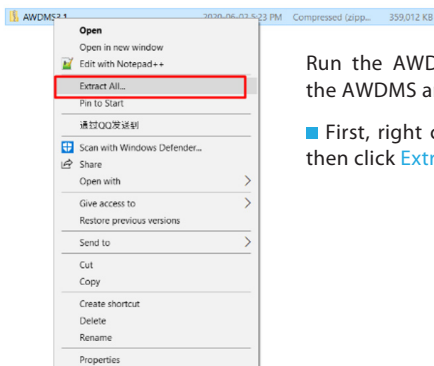 AWDMS3.1 2020-06-03 5:23 PM Compressed (zipp... 359,012 KB
Open
Open in new window
Edit with Notepad++
Extract All...
Pin to Start
通过QQ发送到
Scan with Windows Defender...
Share
Open with
Give access to
Restore previous versions
Send to
Cut
Copy
Create shortcut
Delete
Rename
Properties
Run the AWD
the AWDMS a
First, right c
then click Extr